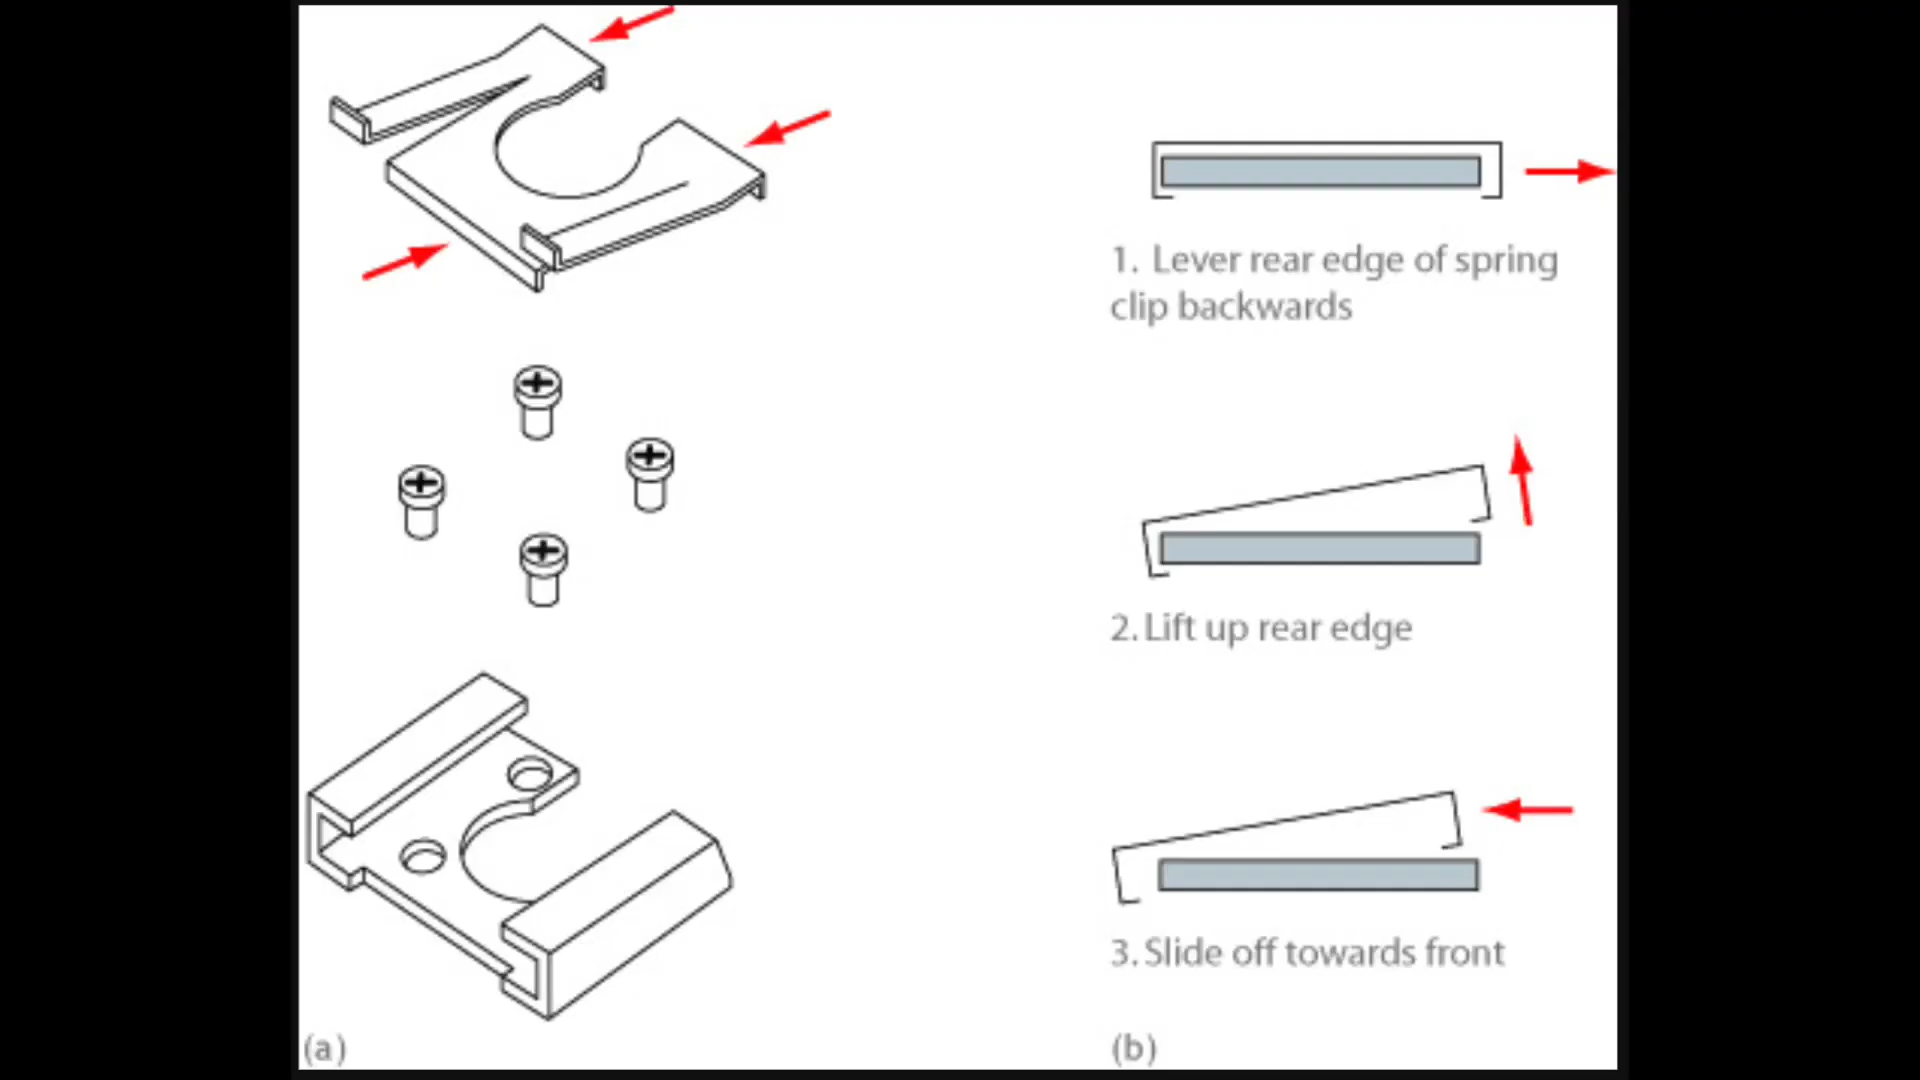 1. Lever rear edge of spring
clip backwards
2. Lift up rear edge
3. Slide off towards front
(a)
(b)